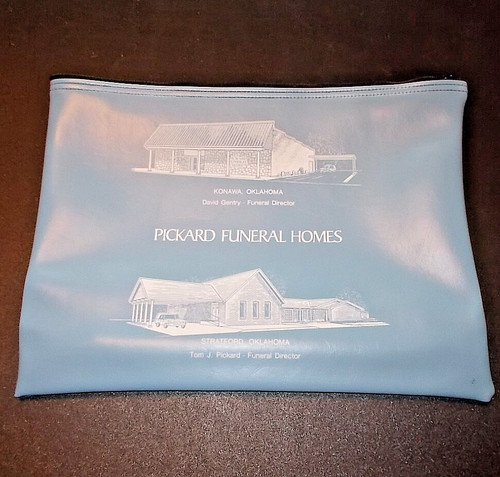 KONAWA, OKLAHOMA
David Gentry - Funeral Director
PICKARD FUNERAL HOMES
STRATFORD, OKLAHOMA
Tom J. Pickard - Funeral Director